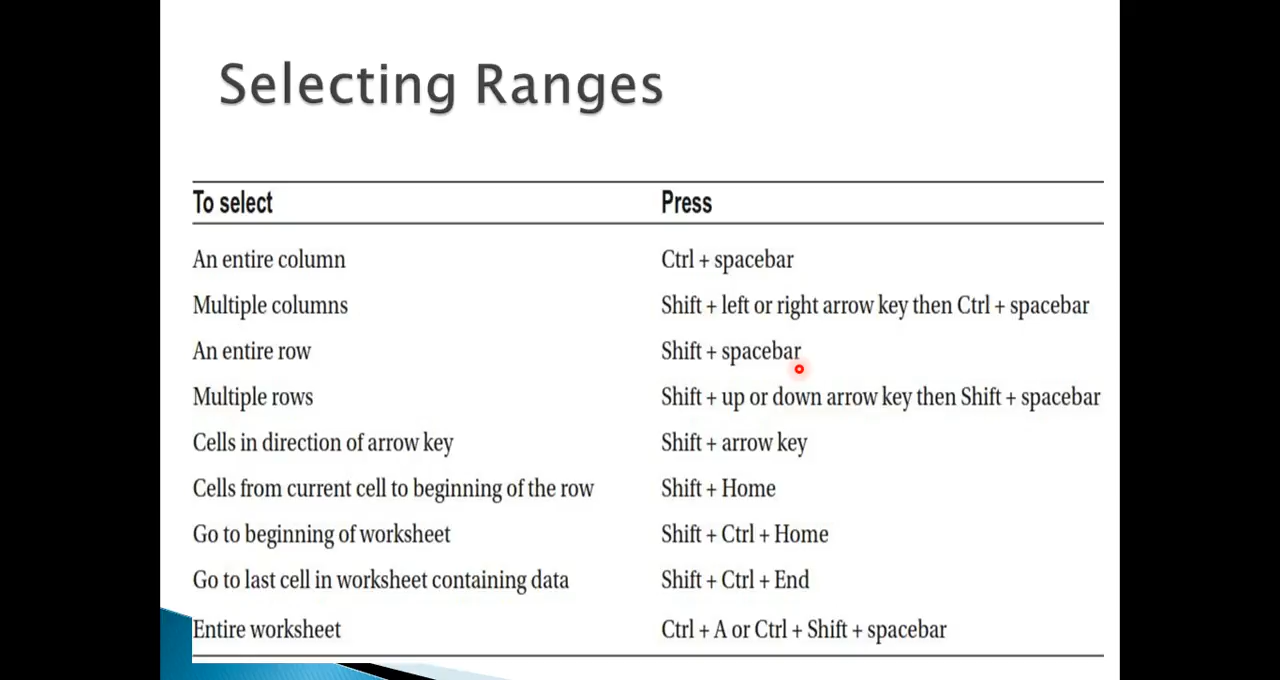 Selecting Ranges
To select Press
An entire column Ctrl + spacebar
Multiple columns Shift + left or right arrow key then Ctrl + spacebar
An entire row Shift + spacebar
Multiple rows Shift + up or down arrow key then Shift + spacebar
Cells in direction of arrow key Shift + arrow key
Cells from current cell to beginning of the row Shift + Home
Go to beginning of worksheet Shift + Ctrl + Home
Go to last cell in worksheet containing data Shift + Ctrl + End
Entire worksheet Ctrl + A or Ctrl + Shift + spacebar